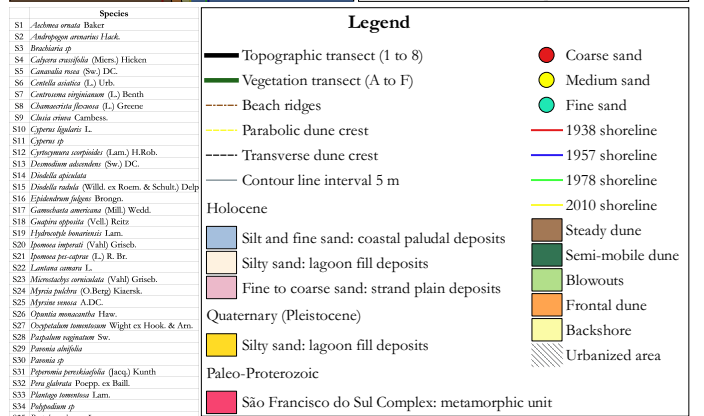 Species
S1 Aechmea ornata Baker
S2 Andropogon arenarius Hack.
S3 Brachiaria sp
S4 Calycera crassifolia (Miers.) Hicken
S5 Canavalia rosea (Sw.) DC.
S6 Centella asiatica (L.) Urb.
S7 Centrosema virginianum (L.) Benth
S8 Chamaecrista flexuosa (L.) Greene
S9 Clusia criuva Cambess.
S10 Cyperus ligularis L.
S11 Cyperus sp
S12 Cyrtocymura scorpioides (Lam.) H.Rob.
S13 Desmodium adscendens (Sw.) DC.
S14 Diodella apiculata
S15 Diodella radula (Willd. ex Roem. & Schult.) Delp
S16 Epidendrum fulgens Brongn.
S17 Gamochaeta americana (Mill.) Wedd.
S18 Guapira opposita (Vell.) Reitz
S19 Hydrocotyle bonariensis Lam.
S20 Ipomoea imperati (Vahl) Griseb.
S21 Ipomoea pes-caprae (L.) R. Br.
S22 Lantana camara L.
S23 Microstachys corniculata (Vahl) Griseb.
S24 Myrcia pulchra (O.Berg) Kiaersk.
S25 Myrsine venosa A.DC.
S26 Opuntia monacantha Haw.
S27 Oxypetalum tomentosum Wight ex Hook. & Arn.
S28 Paspalum vaginatum Sw.
S29 Pavonia alnifolia
S30 Pavonia sp
S31 Peperomia pereskiaefolia (Jacq.) Kunth
S32 Pera glabrata Poepp. ex Baill.
S33 Plantago tomentosa Lam.
S34 Polypodium sp
Legend
Topographic transect (1 to 8)
Vegetation transect (A to F)
Beach ridges
Parabolic dune crest
Transverse dune crest
Contour line interval 5 m
Holocene
Silt and fine sand: coastal paludal deposits
Silty sand: lagoon fill deposits
Fine to coarse sand: strand plain deposits
Quaternary (Pleistocene)
Silty sand: lagoon fill deposits
Paleo-Proterozoic
São Francisco do Sul Complex: metamorphic unit
Coarse sand
Medium sand
Fine sand
1938 shoreline
1957 shoreline
1978 shoreline
2010 shoreline
Steady dune
Semi-mobile dune
Blowouts
Frontal dune
Backshore
Urbanized area